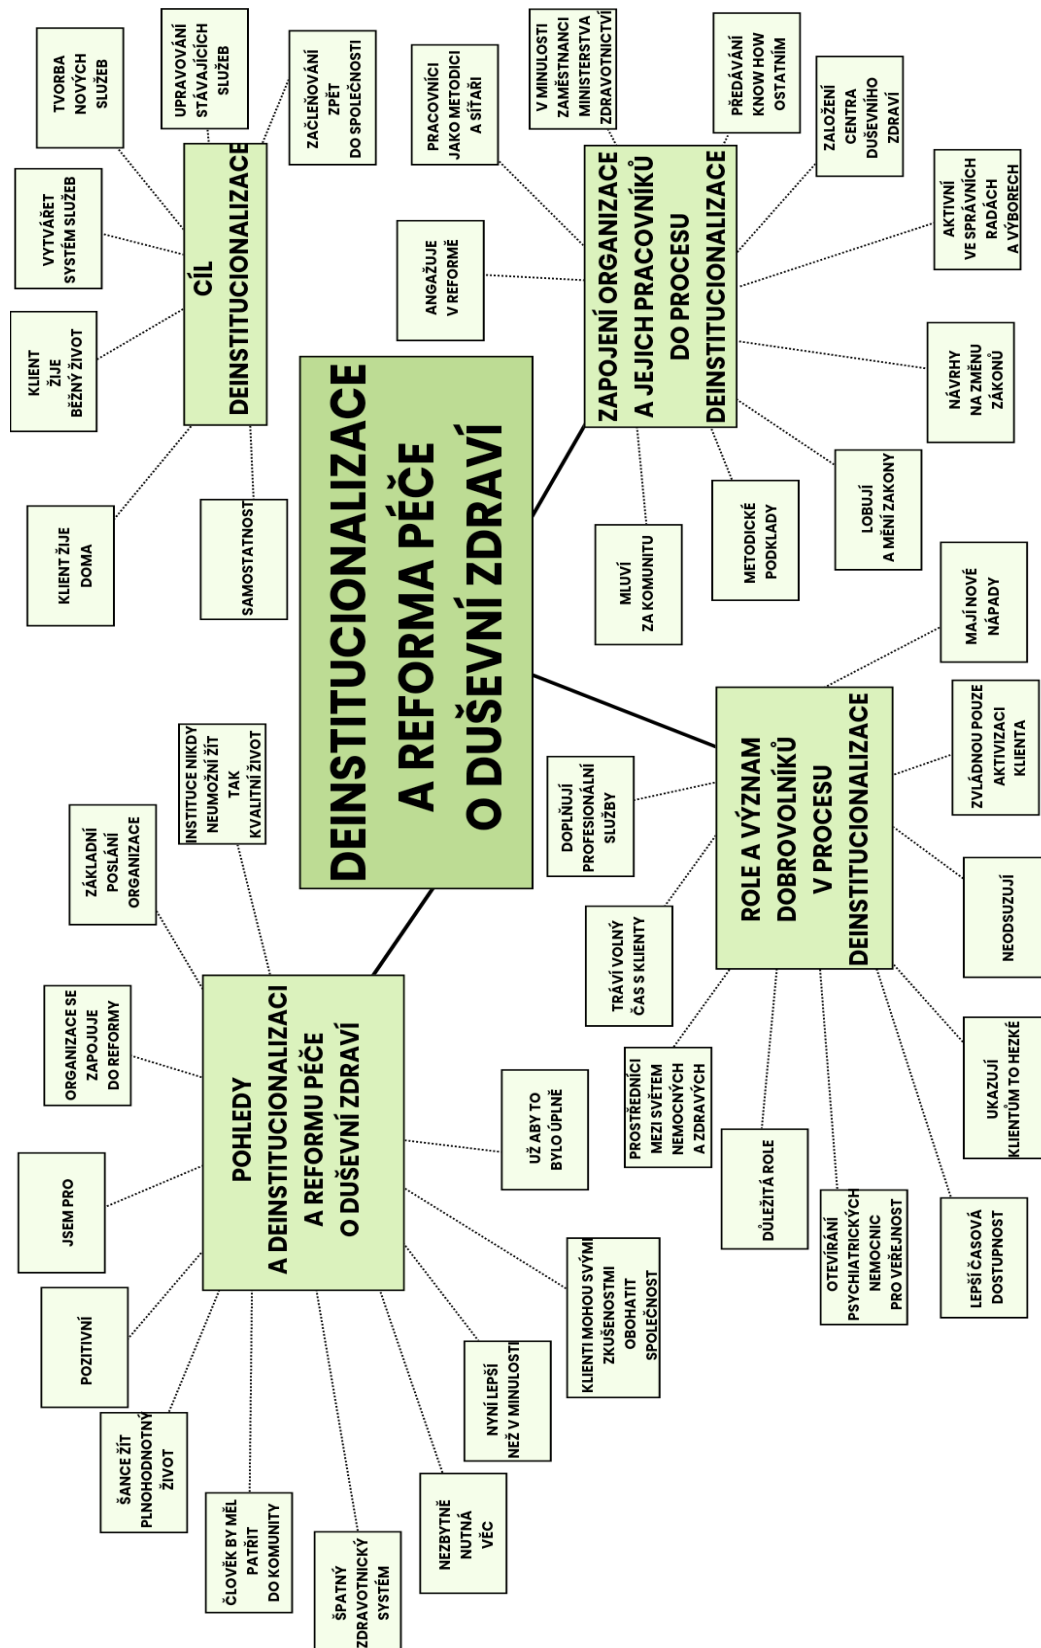 DEINSTITUCIONALIZACE
A REFORMA PÉČE
O DUŠEVNÍ ZDRAVÍ
POHLEDY
A DEINSTITUCIONALIZACI
A REFORMU PÉČE
O DUŠEVNÍ ZDRAVÍ
ŠANCE ŽÍT
PLNOHODNOTNÝ
ŽIVOT
POZITIVNÍ
JSEM PRO
ORGANIZACE SE
ZAPOJUJE
DO REFORMY
ZÁKLADNÍ
POSLÁNÍ
ORGANIZACE
INSTITUCE NIKDY
NEUMOŽNÍ ŽÍT
TAK
KVALITNÍ ŽIVOT
ČLOVĚK BY MĚL
PATŘIT
DO KOMUNITY
ŠPATNÝ
ZDRAVOTNICKÝ
SYSTÉM
NEZBYTNĚ
NUTNÁ
VĚC
NYNÍ LEPŠÍ
NEŽ V MINULOSTI
KLIENTI MOHOU SVÝMI
ZKUŠENOSTMI
OBOHATIT
SPOLEČNOST
UŽ ABY TO
BYLO ÚPLNĚ
CÍL
DEINSTITUCIONALIZACE
KLIENT ŽIJE
DOMA
KLIENT
ŽIJE
BĚŽNÝ ŽIVOT
VYTVÁŘET
SYSTÉM SLUŽEB
TVORBA
NOVÝCH
SLUŽEB
UPRAVOVÁNÍ
STÁVAJÍCÍCH
SLUŽEB
ZAČLEŇOVÁNÍ
ZPĚT
DO SPOLEČNOSTI
SAMOSTATNOST
ZAPOJENÍ ORGANIZACE
A JEJICH PRACOVNÍKŮ
DO PROCESU
DEINSTITUCIONALIZACE
ANGAŽUJE
V REFORMĚ
PRACOVNÍCI
JAKO METODICI
A SÍŤAŘI
V MINULOSTI
ZAMĚSTNANCI
MINISTERSTVA
ZDRAVOTNICTVÍ
PŘEDÁVÁNÍ
KNOW HOW
OSTATNÍM
ZALOŽENÍ
CENTRA
DUŠEVNÍHO
ZDRAVÍ
AKTIVNÍ
VE SPRÁVNÍCH
RADÁCH
A VÝBORECH
NÁVRHY
NA ZMĚNU
ZÁKONŮ
LOBUJÍ
A MĚNÍ ZAKONY
METODICKÉ
PODKLADY
MLUVÍ
ZA KOMUNITU
ROLE A VÝZNAM
DOBROVOLNÍKŮ
V PROCESU
DEINSTITUCIONALIZACE
DOPLŇUJÍ
PROFESIONÁLNÍ
SLUŽBY
TRÁVÍ VOLNÝ
ČAS S KLIENTY
PROSTŘEDNÍCI
MEZI SVĚTEM
NEMOCNÝCH
A ZDRAVÝCH
DŮLEŽITÁ ROLE
OTEVÍRÁNÍ
PSYCHIATRICKÝCH
NEMOCNIC
PRO VEŘEJNOST
LEPŠÍ ČASOVÁ
DOSTUPNOST
UKAZUJÍ
KLIENTŮM TO HEZKÉ
NEODSUZUJÍ
ZVLÁDNOU POUZE
AKTIVIZACI
KLIENTA
MAJÍ NOVÉ
NÁPADY